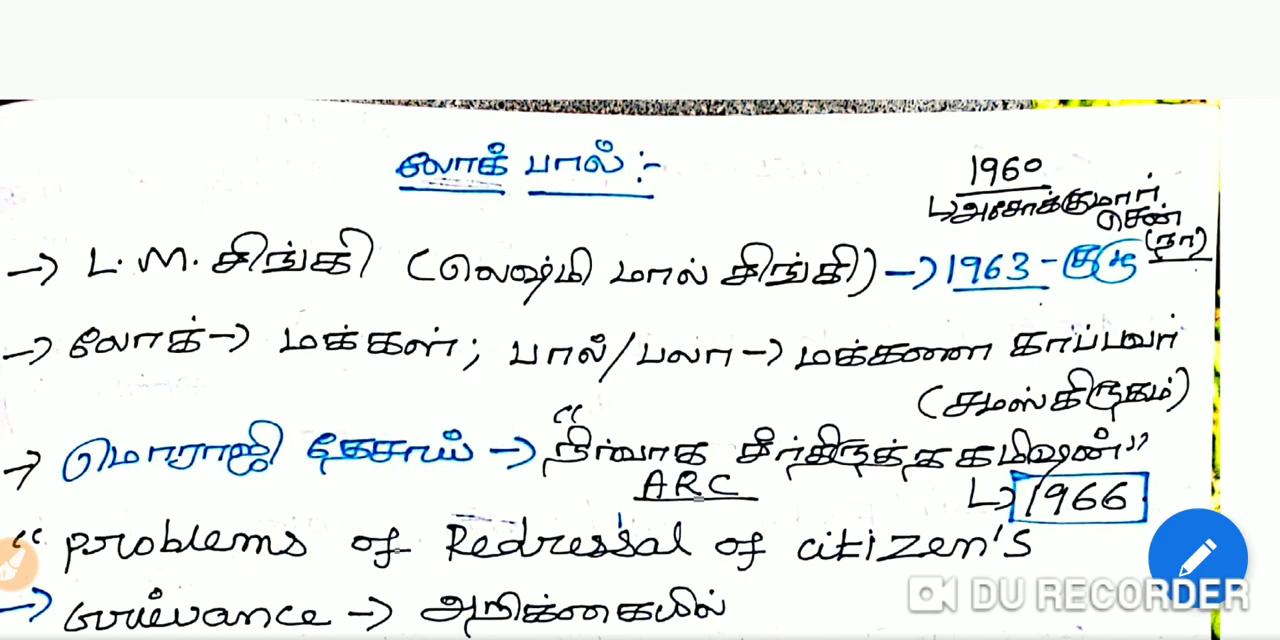 லோக் பால் :-
1960
↳ அசோக்குமார் சென் (நா)
→ L.M. சிங்கி (லெஷ்மி மால் சிங்கி) → 1963 -
→ லோக் → மக்கள்; பால்/பலா → மக்களை காப்பவர்
(சமஸ்கிருதம்)
→ மொராஜி தேசாய் → "நிர்வாக சீர்திருத்த கமிஷன்"
ARC ↳ 1966
"problems of Redressal of citizen's
→ Grievance → அறிக்கையில்
DU RECORDER